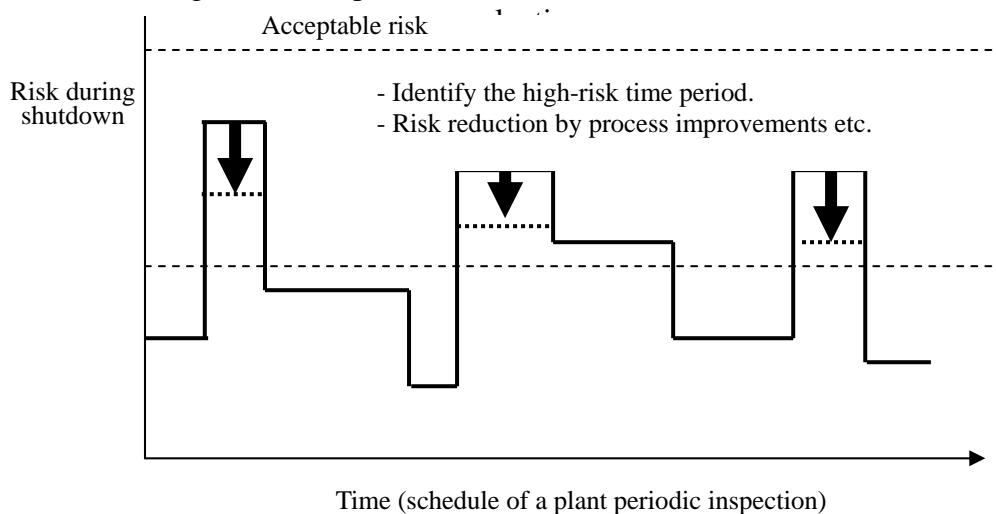 Acceptable risk
Risk during
shutdown
- Identify the high-risk time period.
- Risk reduction by process improvements etc.
Time (schedule of a plant periodic inspection)